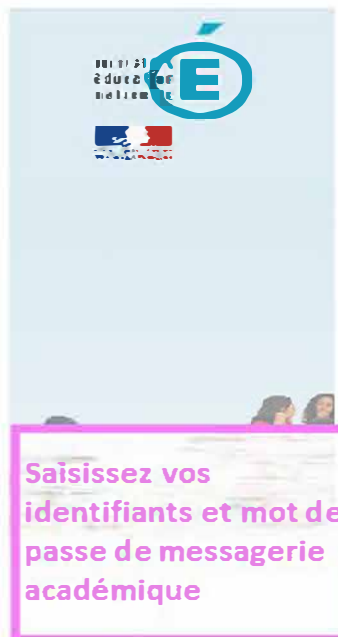 É
Saisissez vos
identifiants et mot de
passe de messagerie
académique